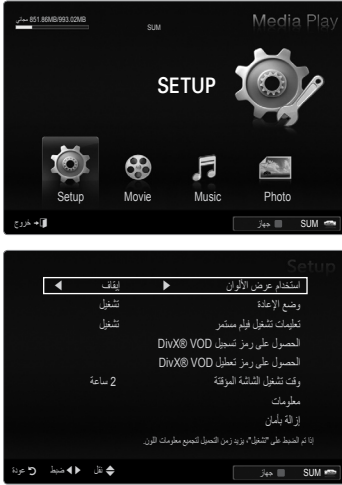 851.86MB/993.02MB مجاني
SUM
Media Play
SETUP
Setup Movie Music Photo
خروج
SUM جهاز
Setup
استخدام عرض الألوان ◀ إيقاف ▶
وضع الإعادة تشغيل
تعليمات تشغيل فيلم مستمر تشغيل
الحصول على رمز تسجيل DivX® VOD
الحصول على رمز تعطيل DivX® VOD
وقت تشغيل الشاشة المؤقتة 2 ساعة
معلومات
إزالة بأمان
إذا تم الضبط على "تشغيل"، يزيد زمن التحميل لتجميع معلومات اللون.
SUM جهاز
نقل ضبط عودة